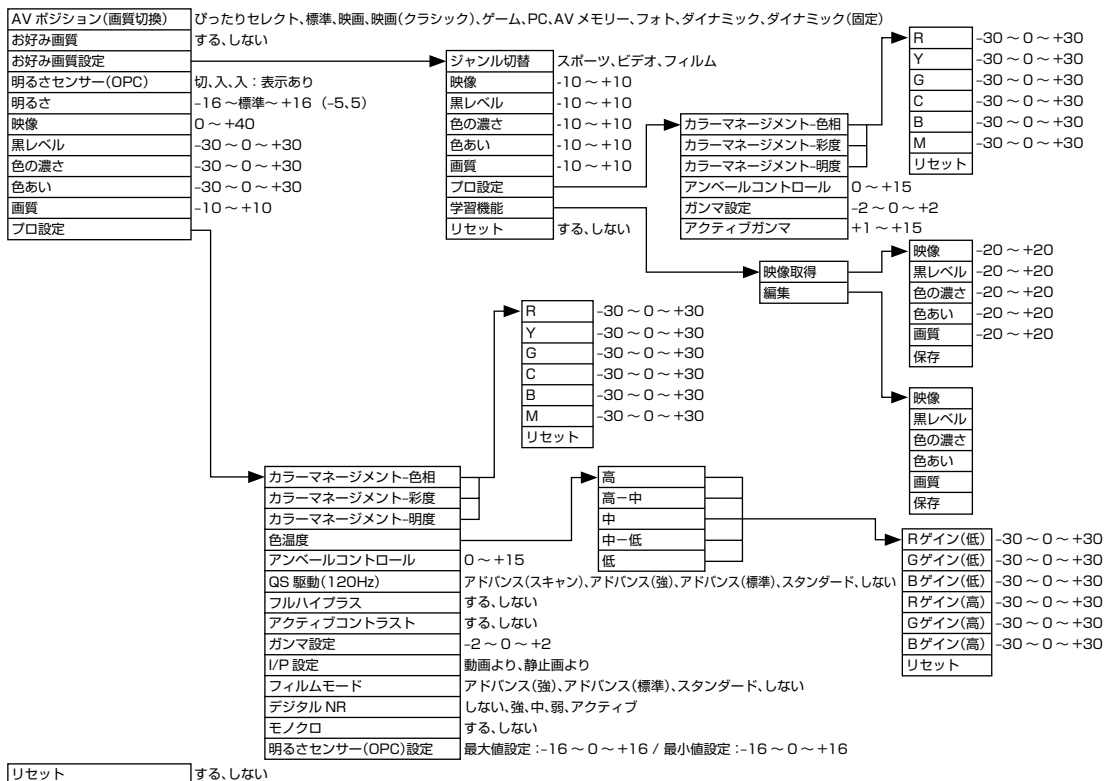 AV ポジション(画質切換) ぴったりセレクト、標準、映画、映画(クラシック)、ゲーム、PC、AV メモリー、フォト、ダイナミック、ダイナミック(固定)
お好み画質 する、しない
お好み画質設定
明るさセンサー(OPC) 切、入、入：表示あり
明るさ -16～標準～+16 (-5、5)
映像 0～+40
黒レベル -30～0～+30
色の濃さ -30～0～+30
色あい -30～0～+30
画質 -10～+10
プロ設定
ジャンル切替 スポーツ、ビデオ、フィルム
映像 -10～+10
黒レベル -10～+10
色の濃さ -10～+10
色あい -10～+10
画質 -10～+10
プロ設定
学習機能
リセット する、しない
カラーマネージメント-色相
カラーマネージメント-彩度
カラーマネージメント-明度
アンベールコントロール 0～+15
ガンマ設定 -2～0～+2
アクティブガンマ +1～+15
R -30～0～+30
Y -30～0～+30
G -30～0～+30
C -30～0～+30
B -30～0～+30
M -30～0～+30
リセット
映像取得
編集
映像 -20～+20
黒レベル -20～+20
色の濃さ -20～+20
色あい -20～+20
画質 -20～+20
保存
映像
黒レベル
色の濃さ
色あい
画質
保存
R -30～0～+30
Y -30～0～+30
G -30～0～+30
C -30～0～+30
B -30～0～+30
M -30～0～+30
リセット
カラーマネージメント-色相
カラーマネージメント-彩度
カラーマネージメント-明度
色温度
アンベールコントロール 0～+15
QS 駆動(120Hz) アドバンス(スキャン)、アドバンス(強)、アドバンス(標準)、スタンダード、しない
フルハイプラス する、しない
アクティブコントラスト する、しない
ガンマ設定 -2～0～+2
I/P 設定 動画より、静止画より
フィルムモード アドバンス(強)、アドバンス(標準)、スタンダード、しない
デジタル NR しない、強、中、弱、アクティブ
モノクロ する、しない
明るさセンサー(OPC)設定 最大値設定：-16～0～+16 / 最小値設定：-16～0～+16
高
高－中
中
中－低
低
Rゲイン(低) -30～0～+30
Gゲイン(低) -30～0～+30
Bゲイン(低) -30～0～+30
Rゲイン(高) -30～0～+30
Gゲイン(高) -30～0～+30
Bゲイン(高) -30～0～+30
リセット
リセット する、しない